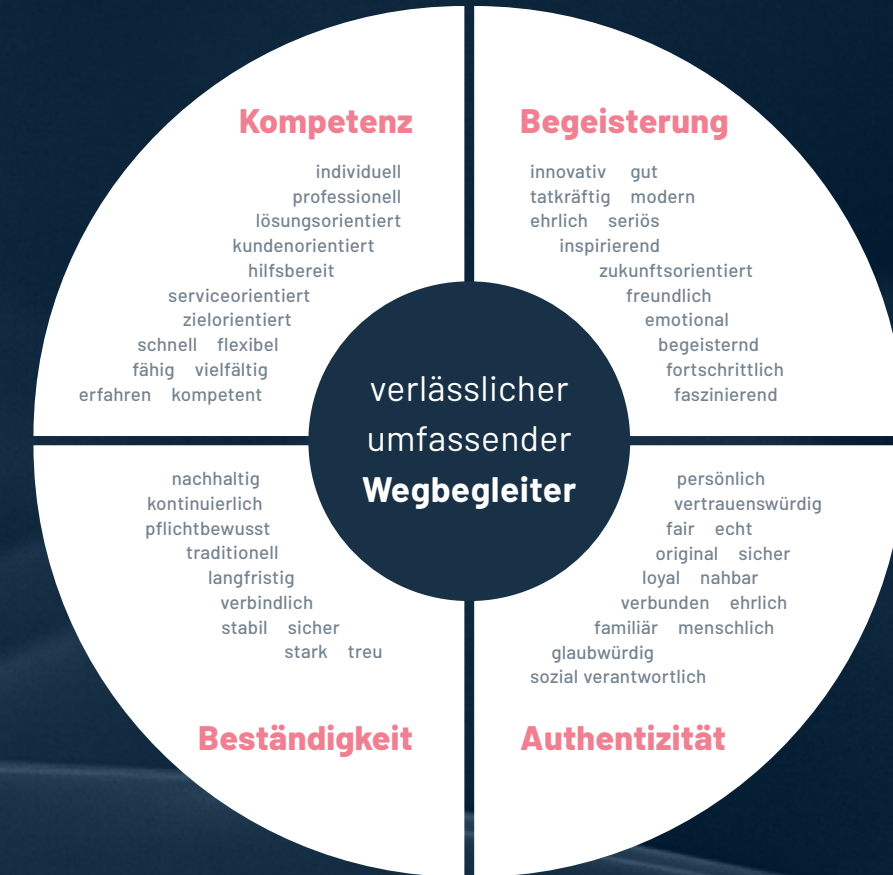 Kompetenz
individuell
professionell
lösungsorientiert
kundenorientiert
hilfsbereit
serviceorientiert
zielorientiert
schnell flexibel
fähig vielfältig
erfahren kompetent
Begeisterung
innovativ gut
tatkräftig modern
ehrlich seriös
inspirierend
zukunftsorientiert
freundlich
emotional
begeisternd
fortschrittlich
faszinierend
verlässlicher
umfassender
Wegbegleiter
nachhaltig
kontinuierlich
pflichtbewusst
traditionell
langfristig
verbindlich
stabil sicher
stark treu
Beständigkeit
persönlich
vertrauenswürdig
fair echt
original sicher
loyal nahbar
verbunden ehrlich
familiär menschlich
glaubwürdig
sozial verantwortlich
Authentizität